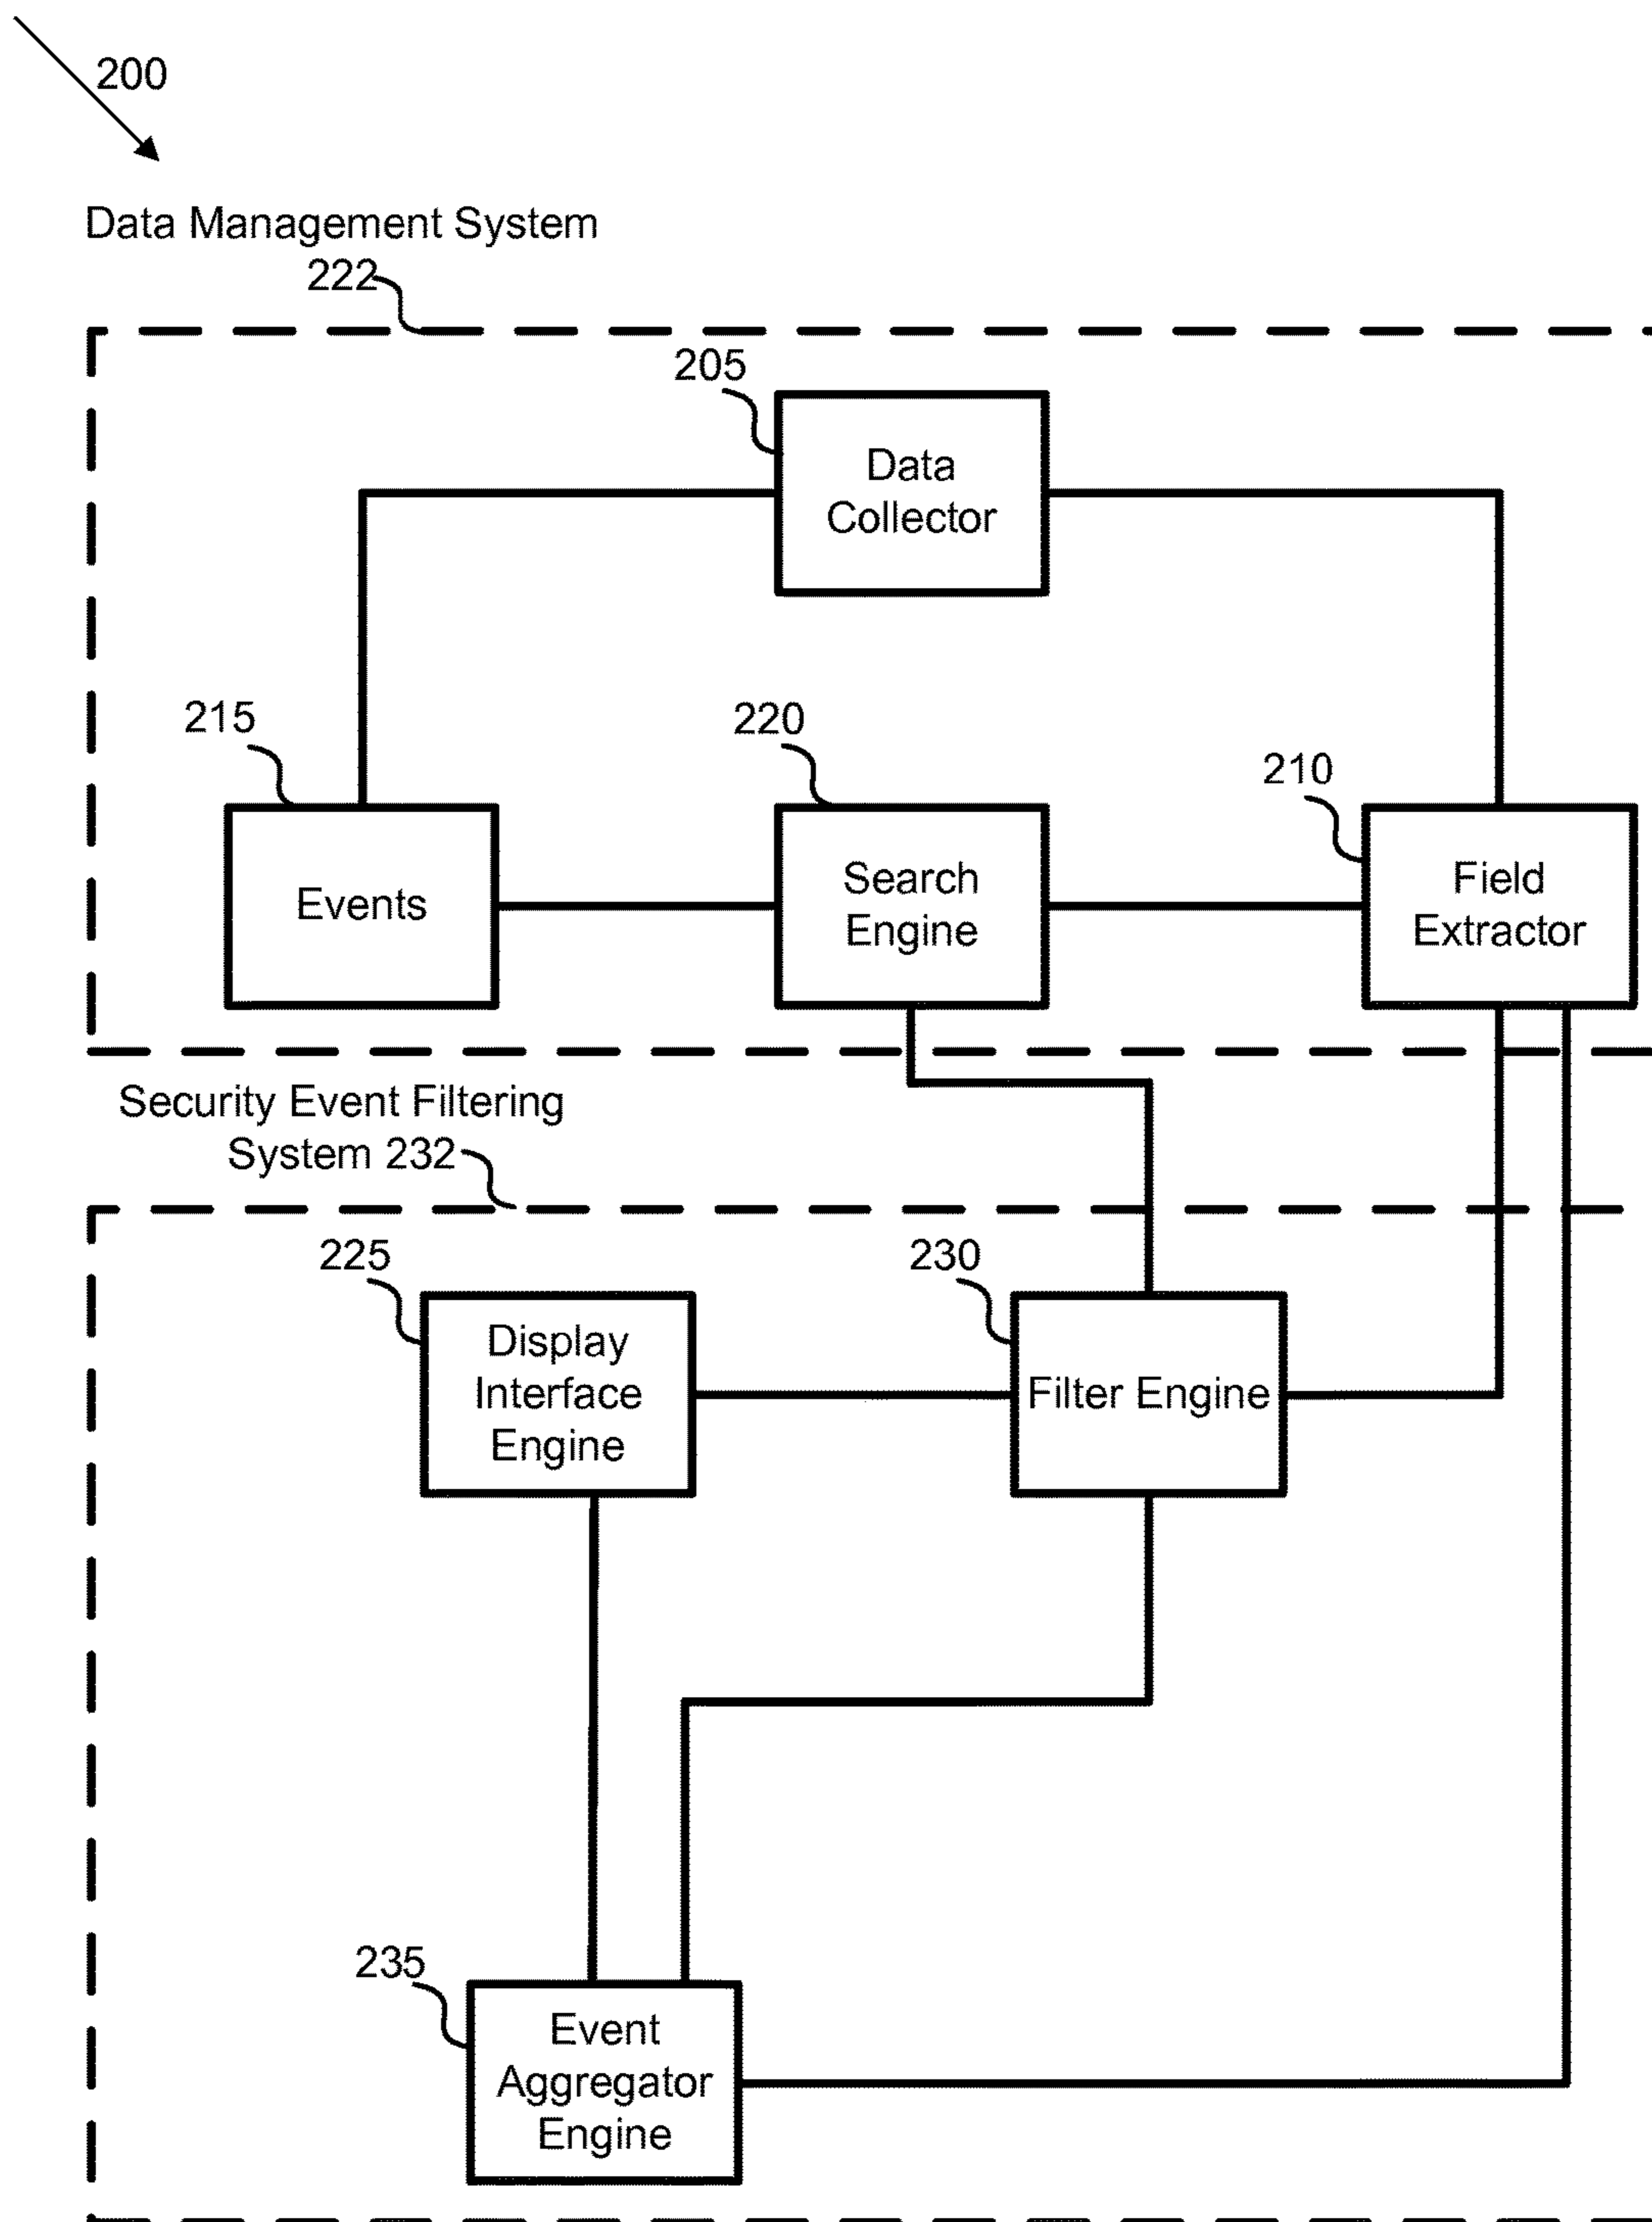 200
Data Management System
222
205
Data
Collector
215
220
210
Events
Search
Engine
Field
Extractor
Security Event Filtering
System 232
225
230
Display
Interface
Engine
Filter Engine
235
Event
Aggregator
Engine